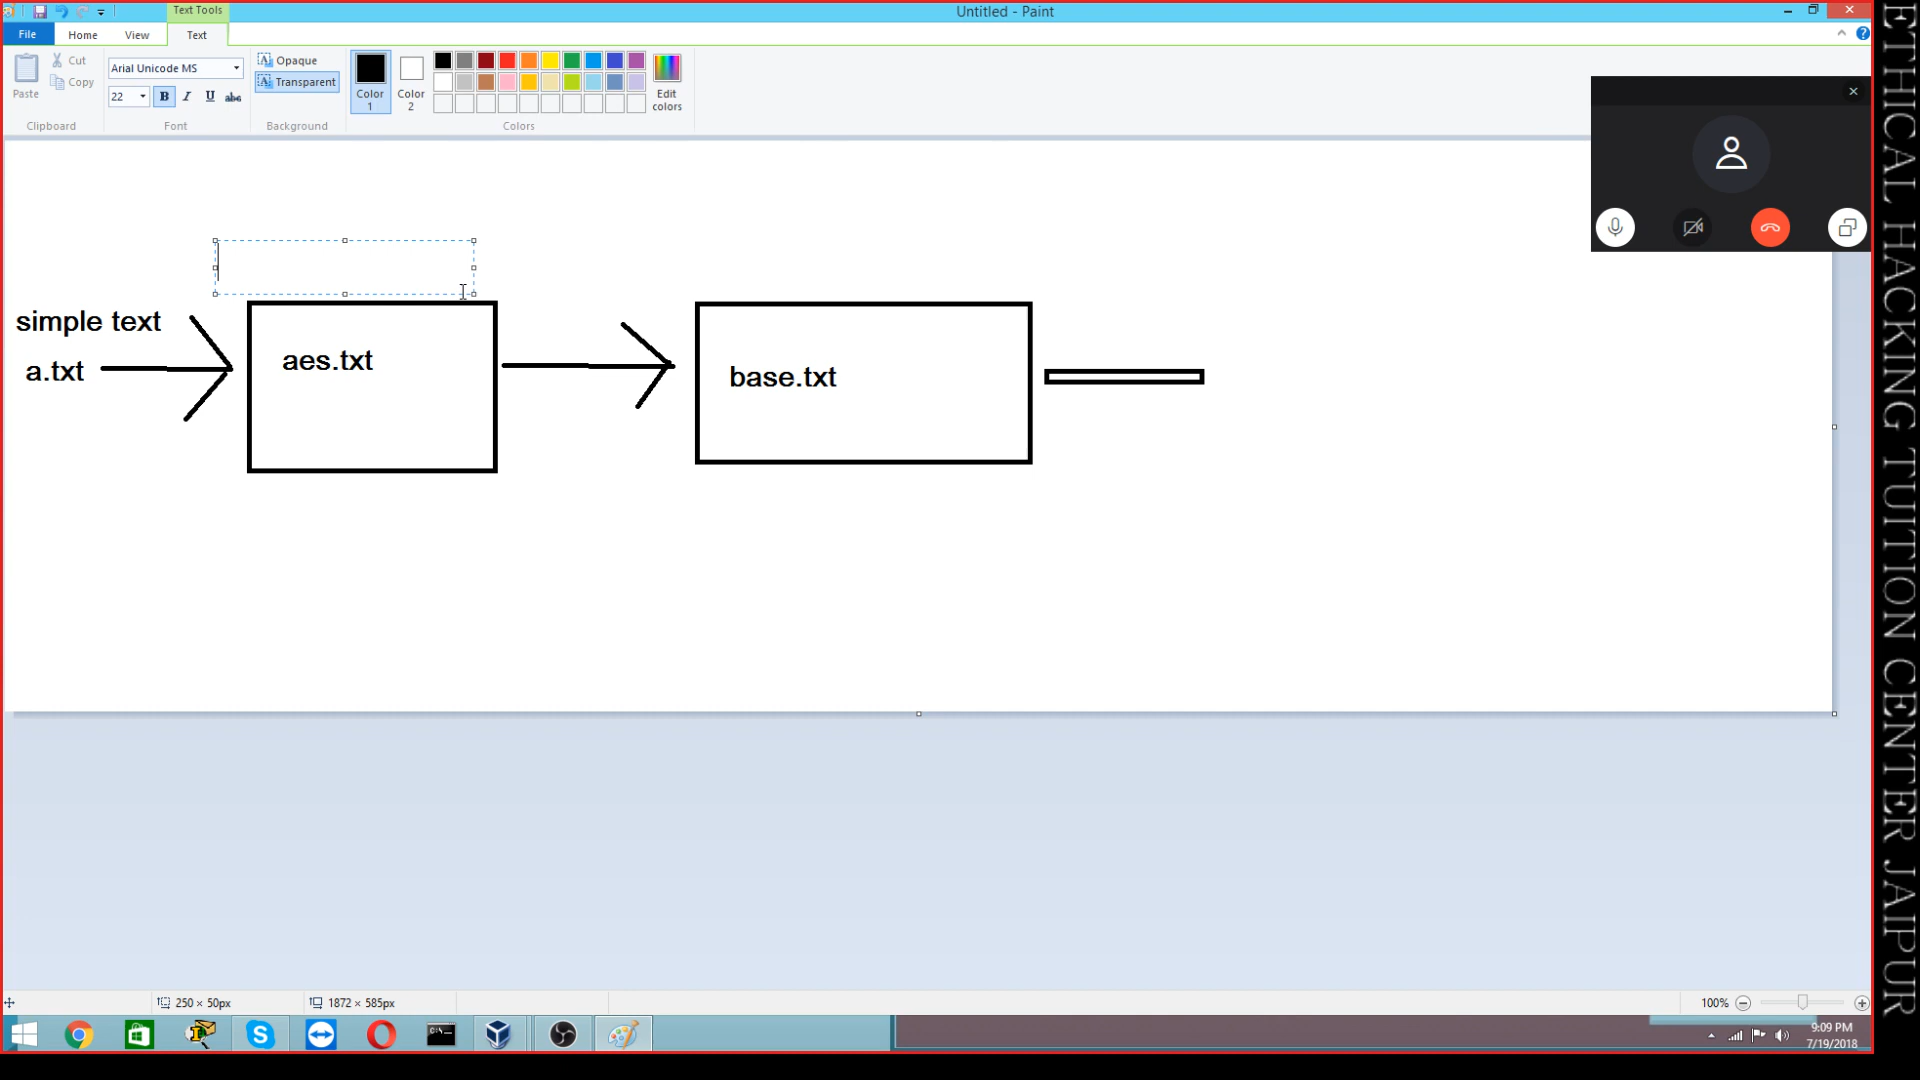 Text Tools
Untitled - Paint
File
Home
View
Text
Paste
Cut
Copy
Clipboard
Arial Unicode MS
22
B
I
U
abc
Font
Opaque
Transparent
Background
Color 1
Color 2
Edit colors
Colors
simple text
a.txt
aes.txt
base.txt
250 × 50px
1872 × 585px
100%
9:09 PM
7/19/2018
ETHICAL HACKING TUITION CENTER JAIPUR